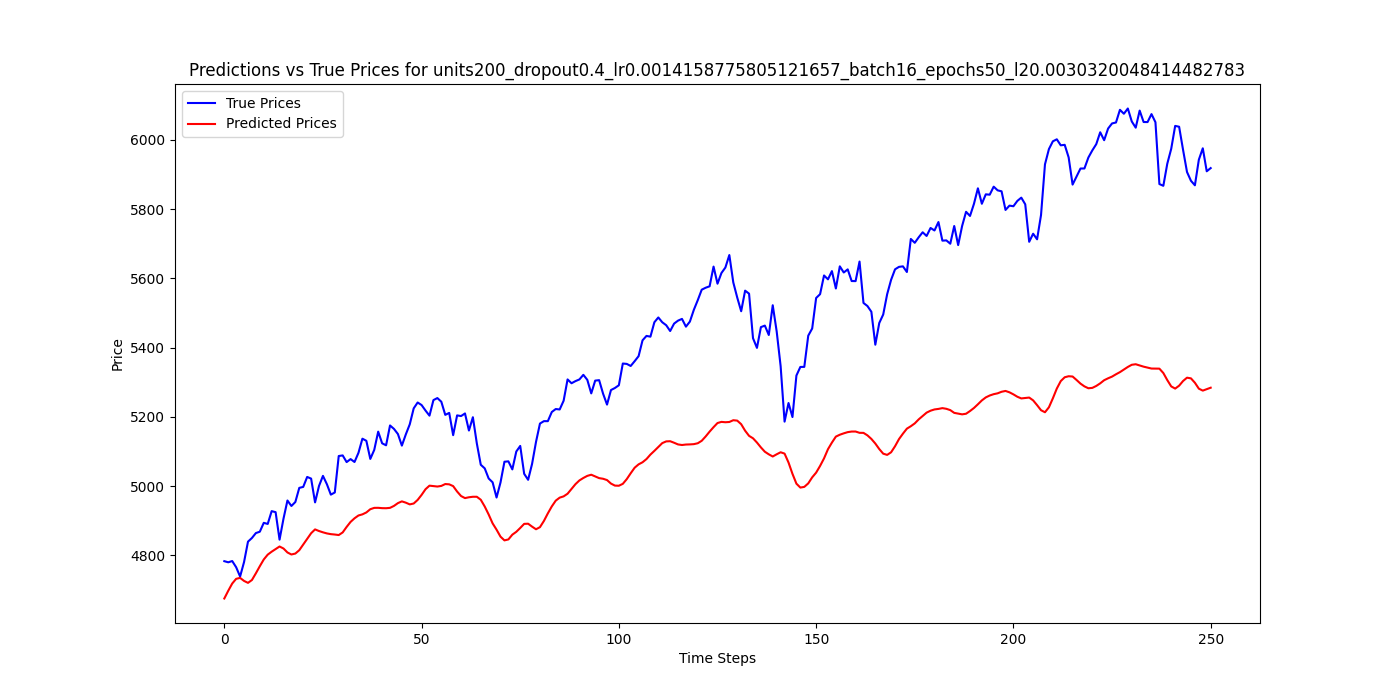 Predictions vs True Prices for units200_dropout0.4_lr0.0014158775805121657_batch16_epochs50_l20.0030320048414482783
True Prices
Predicted Prices
6000
5800
5600
5400
5200
5000
4800
Price
0 50 100 150 200 250
Time Steps